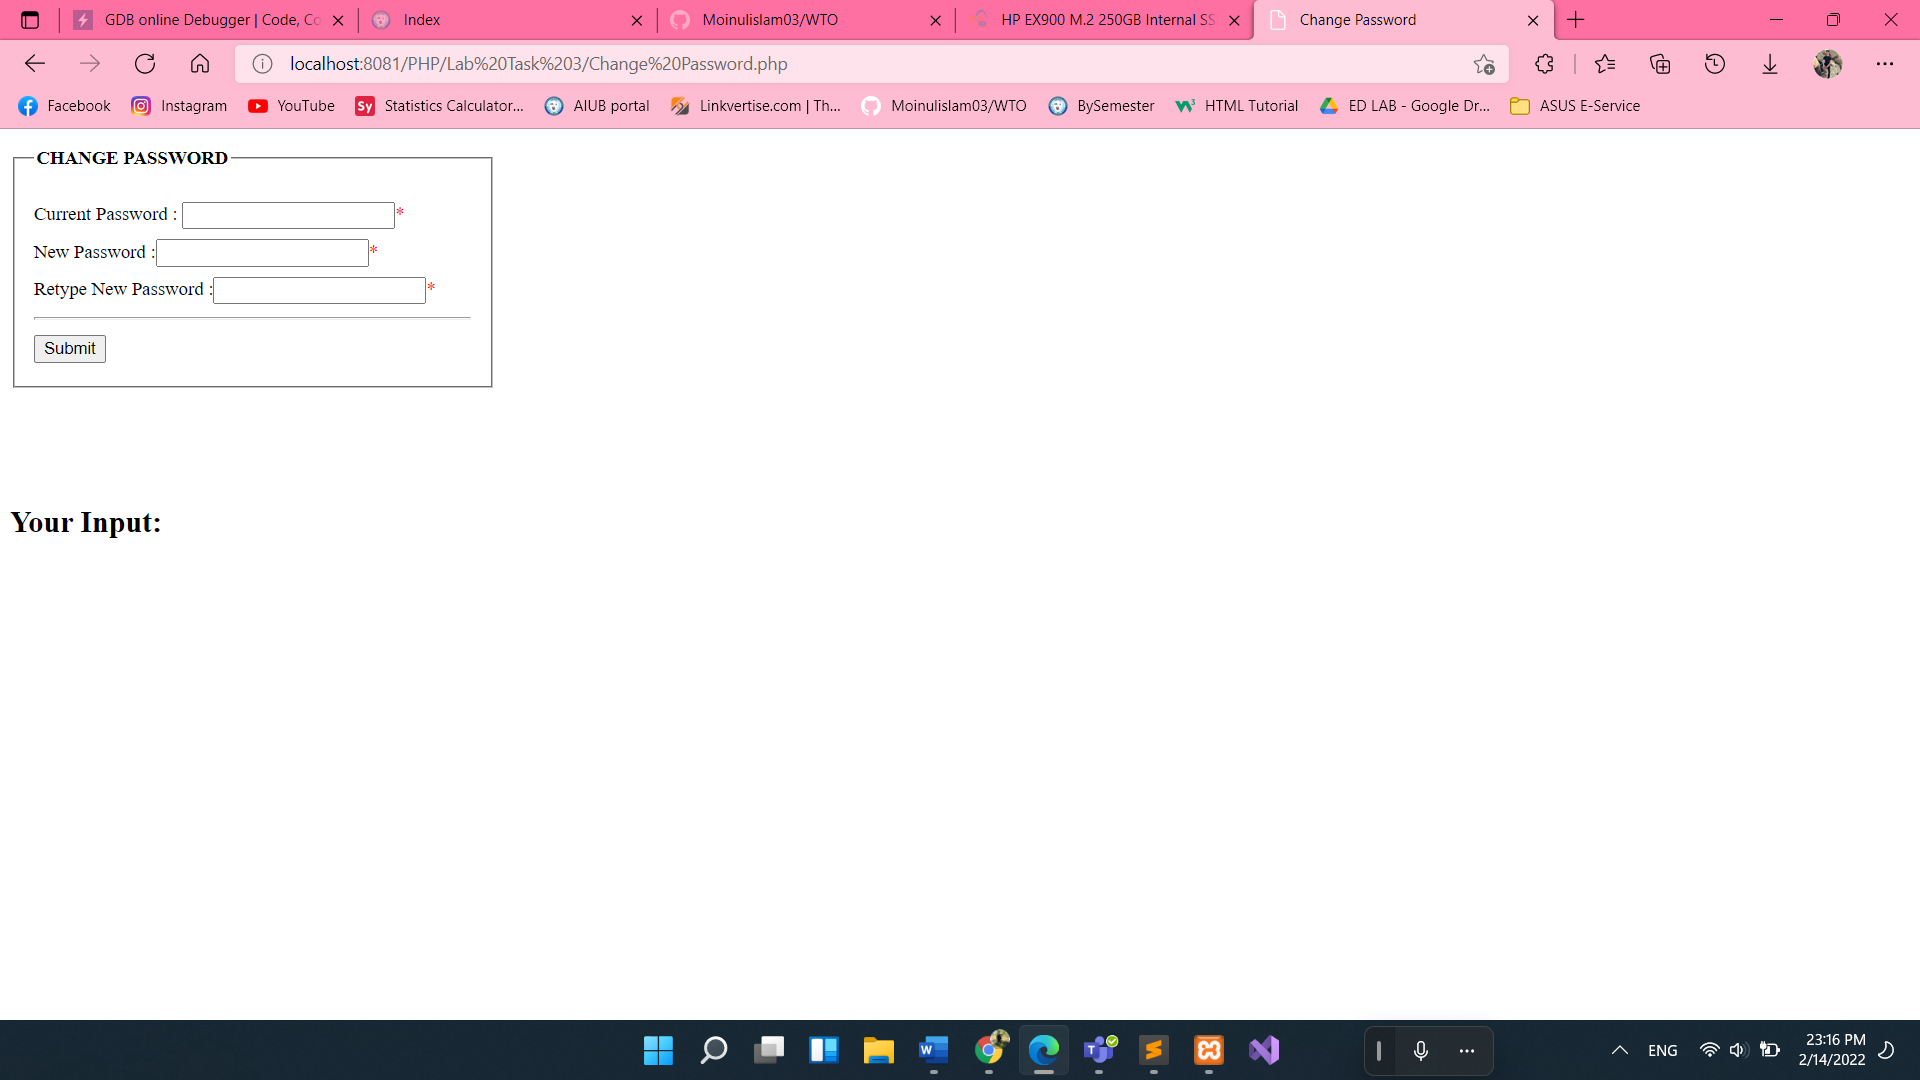 GDB online Debugger | Code, Co
Index
Moinulislam03/WTO
HP EX900 M.2 250GB Internal SS
Change Password
localhost:8081/PHP/Lab%20Task%203/Change%20Password.php
Facebook
Instagram
YouTube
Sy Statistics Calculator...
AIUB portal
Linkvertise.com | Th...
Moinulislam03/WTO
BySemester
HTML Tutorial
ED LAB - Google Dr...
ASUS E-Service
CHANGE PASSWORD
Current Password : *
New Password : *
Retype New Password : *
Submit
Your Input:
ENG
23:16 PM
2/14/2022